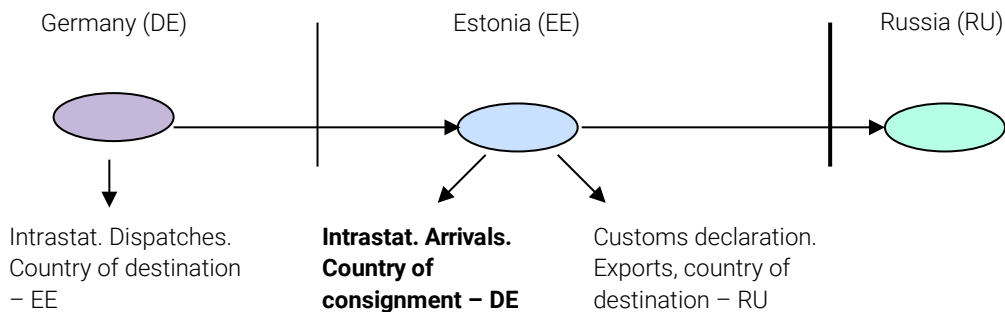 Germany (DE)
Estonia (EE)
Russia (RU)
Intrastat. Dispatches.
Country of destination
– EE
Intrastat. Arrivals.
Country of
consignment – DE
Customs declaration.
Exports, country of
destination – RU